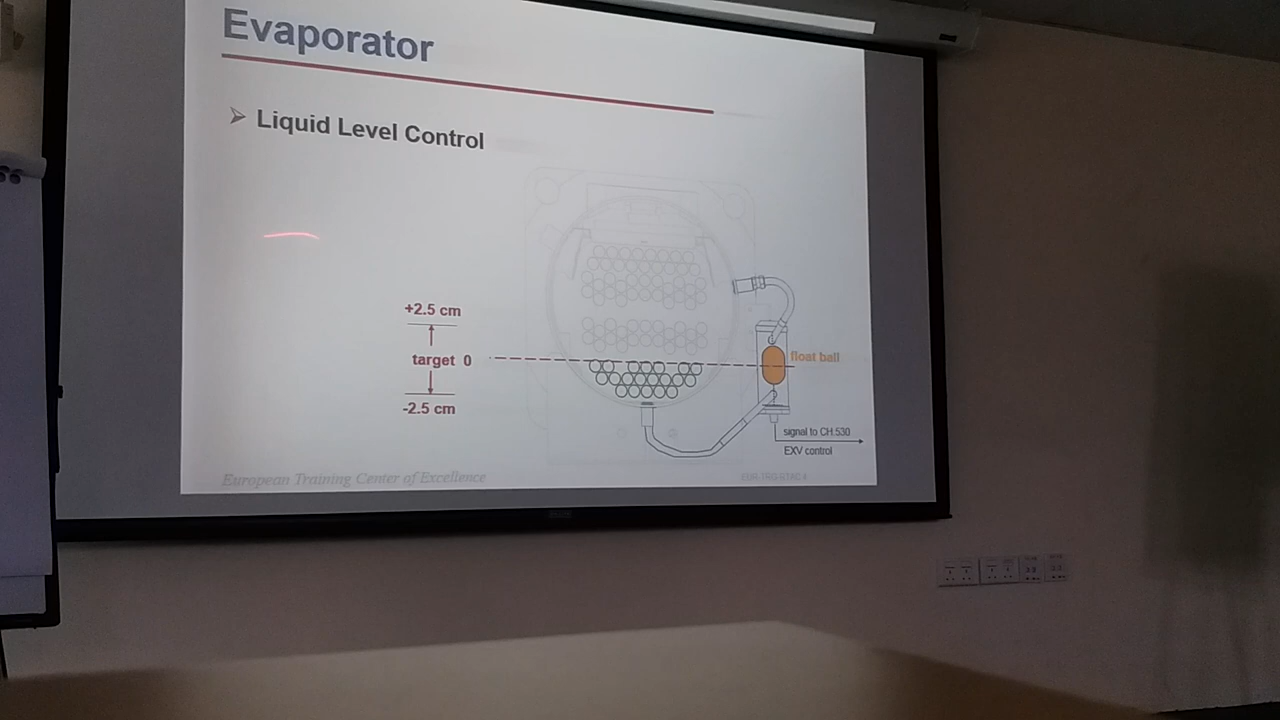 Evaporator
➢ Liquid Level Control
+2.5 cm
target 0
-2.5 cm
float ball
signal to CH.530
EXV control
European Training Center of Excellence